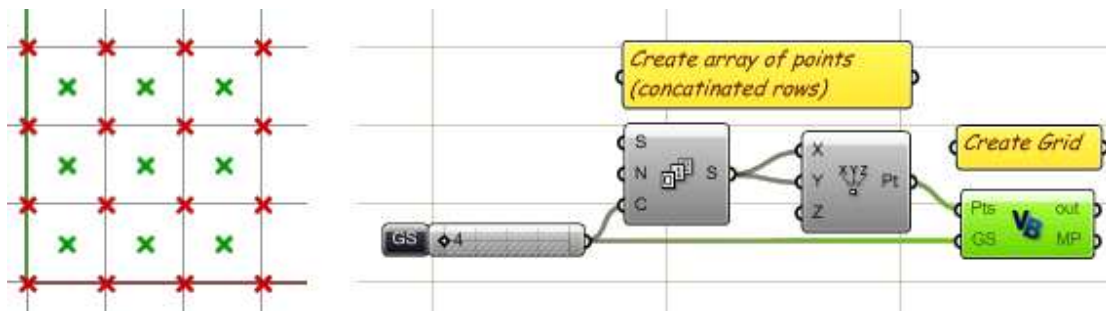 Create array of points
(concatinated rows)
S
N
C
S
X
Y
Z
XYZ
Pt
Create Grid
GS
4
Pts
GS
VB
out
MP